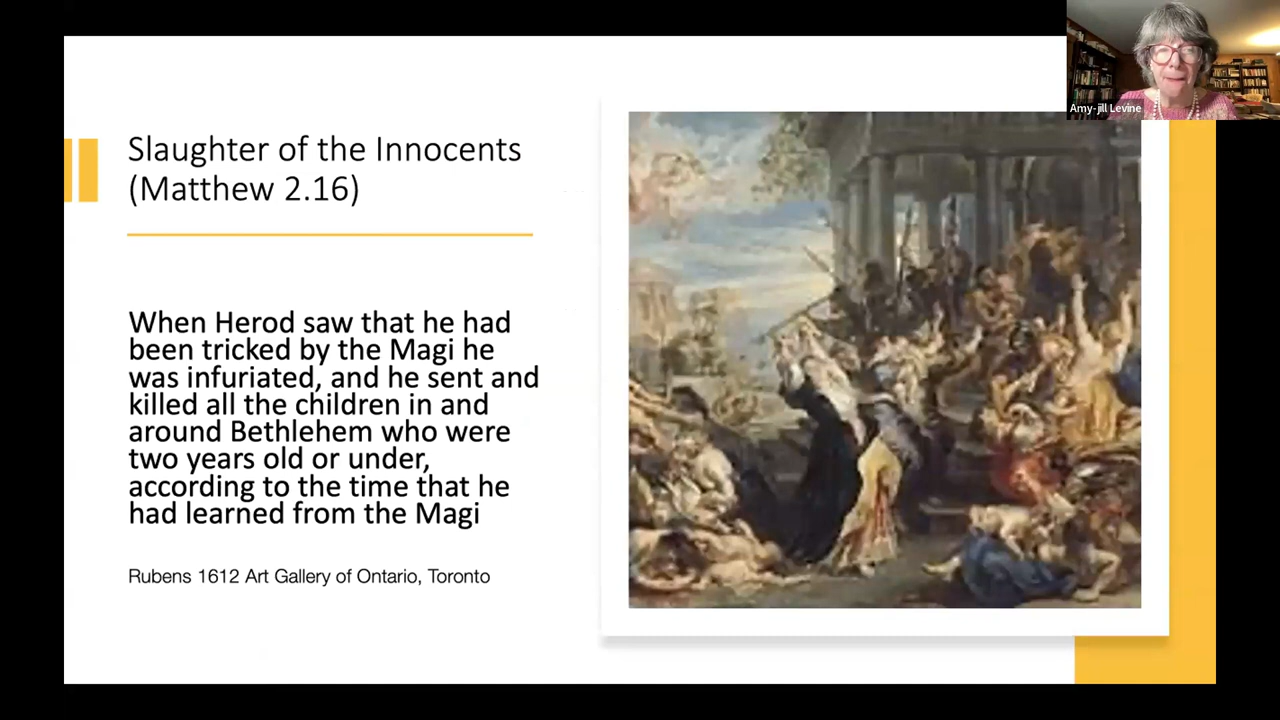 Slaughter of the Innocents
(Matthew 2.16)
When Herod saw that he had
been tricked by the Magi he
was infuriated, and he sent and
killed all the children in and
around Bethlehem who were
two years old or under,
according to the time that he
had learned from the Magi
Rubens 1612 Art Gallery of Ontario, Toronto
Amy-jill Levine